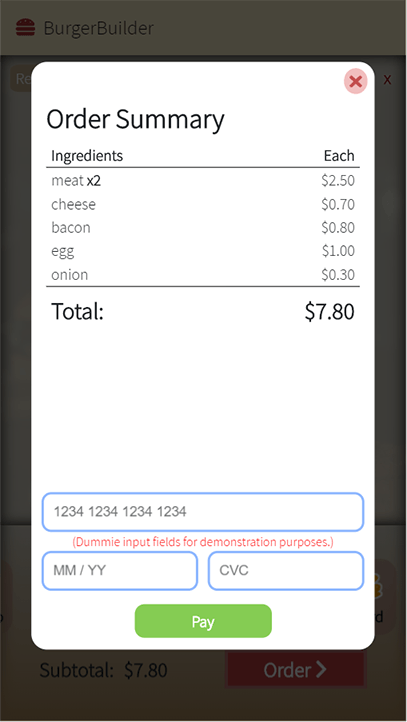 BurgerBuilder
Re
x
Order Summary
Ingredients Each
meat x2 $2.50
cheese $0.70
bacon $0.80
egg $1.00
onion $0.30
Total: $7.80
1234 1234 1234 1234
(Dummie input fields for demonstration purposes.)
MM / YY CVC
Pay
d
Subtotal: $7.80 Order